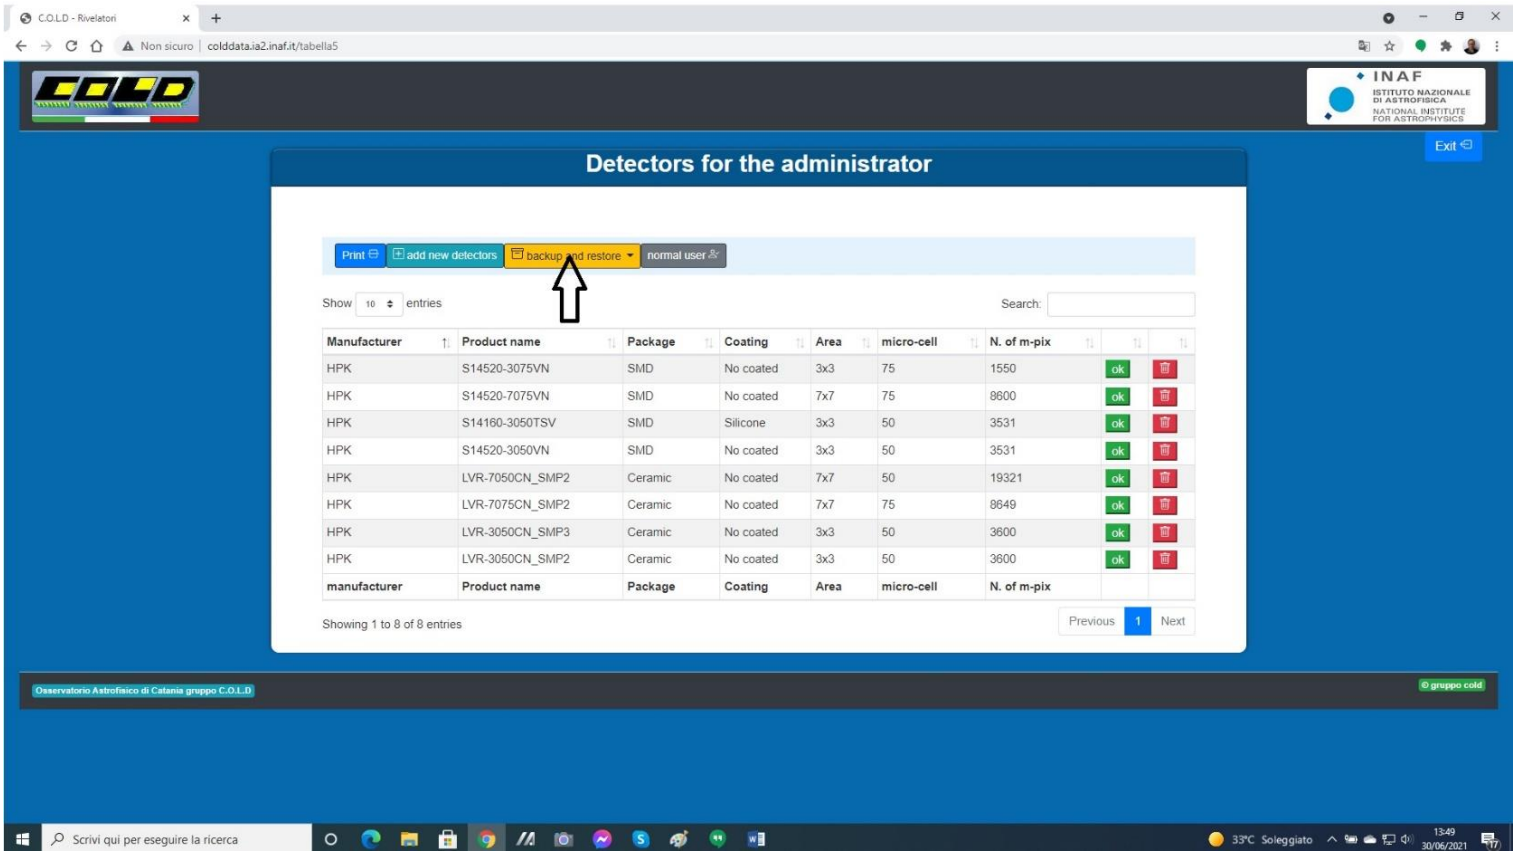 C.O.L.D - Rivelatori
Non sicuro | colddata.ia2.inaf.it/tabella5
COLD
INAF
ISTITUTO NAZIONALE
DI ASTROFISICA
NATIONAL INSTITUTE
FOR ASTROPHYSICS
Exit
Detectors for the administrator
Print add new detectors backup and restore normal user
Show 10 entries Search:
Manufacturer Product name Package Coating Area micro-cell N. of m-pix
HPK S14520-3075VN SMD No coated 3x3 75 1550 ok
HPK S14520-7075VN SMD No coated 7x7 75 8600 ok
HPK S14160-3050TSV SMD Silicone 3x3 50 3531 ok
HPK S14520-3050VN SMD No coated 3x3 50 3531 ok
HPK LVR-7050CN_SMP2 Ceramic No coated 7x7 50 19321 ok
HPK LVR-7075CN_SMP2 Ceramic No coated 7x7 75 8649 ok
HPK LVR-3050CN_SMP3 Ceramic No coated 3x3 50 3600 ok
HPK LVR-3050CN_SMP2 Ceramic No coated 3x3 50 3600 ok
manufacturer Product name Package Coating Area micro-cell N. of m-pix
Showing 1 to 8 of 8 entries Previous 1 Next
Osservatorio Astrofisico di Catania gruppo C.O.L.D © gruppo cold
Scrivi qui per eseguire la ricerca 33°C Soleggiato 13:49
30/06/2021 17